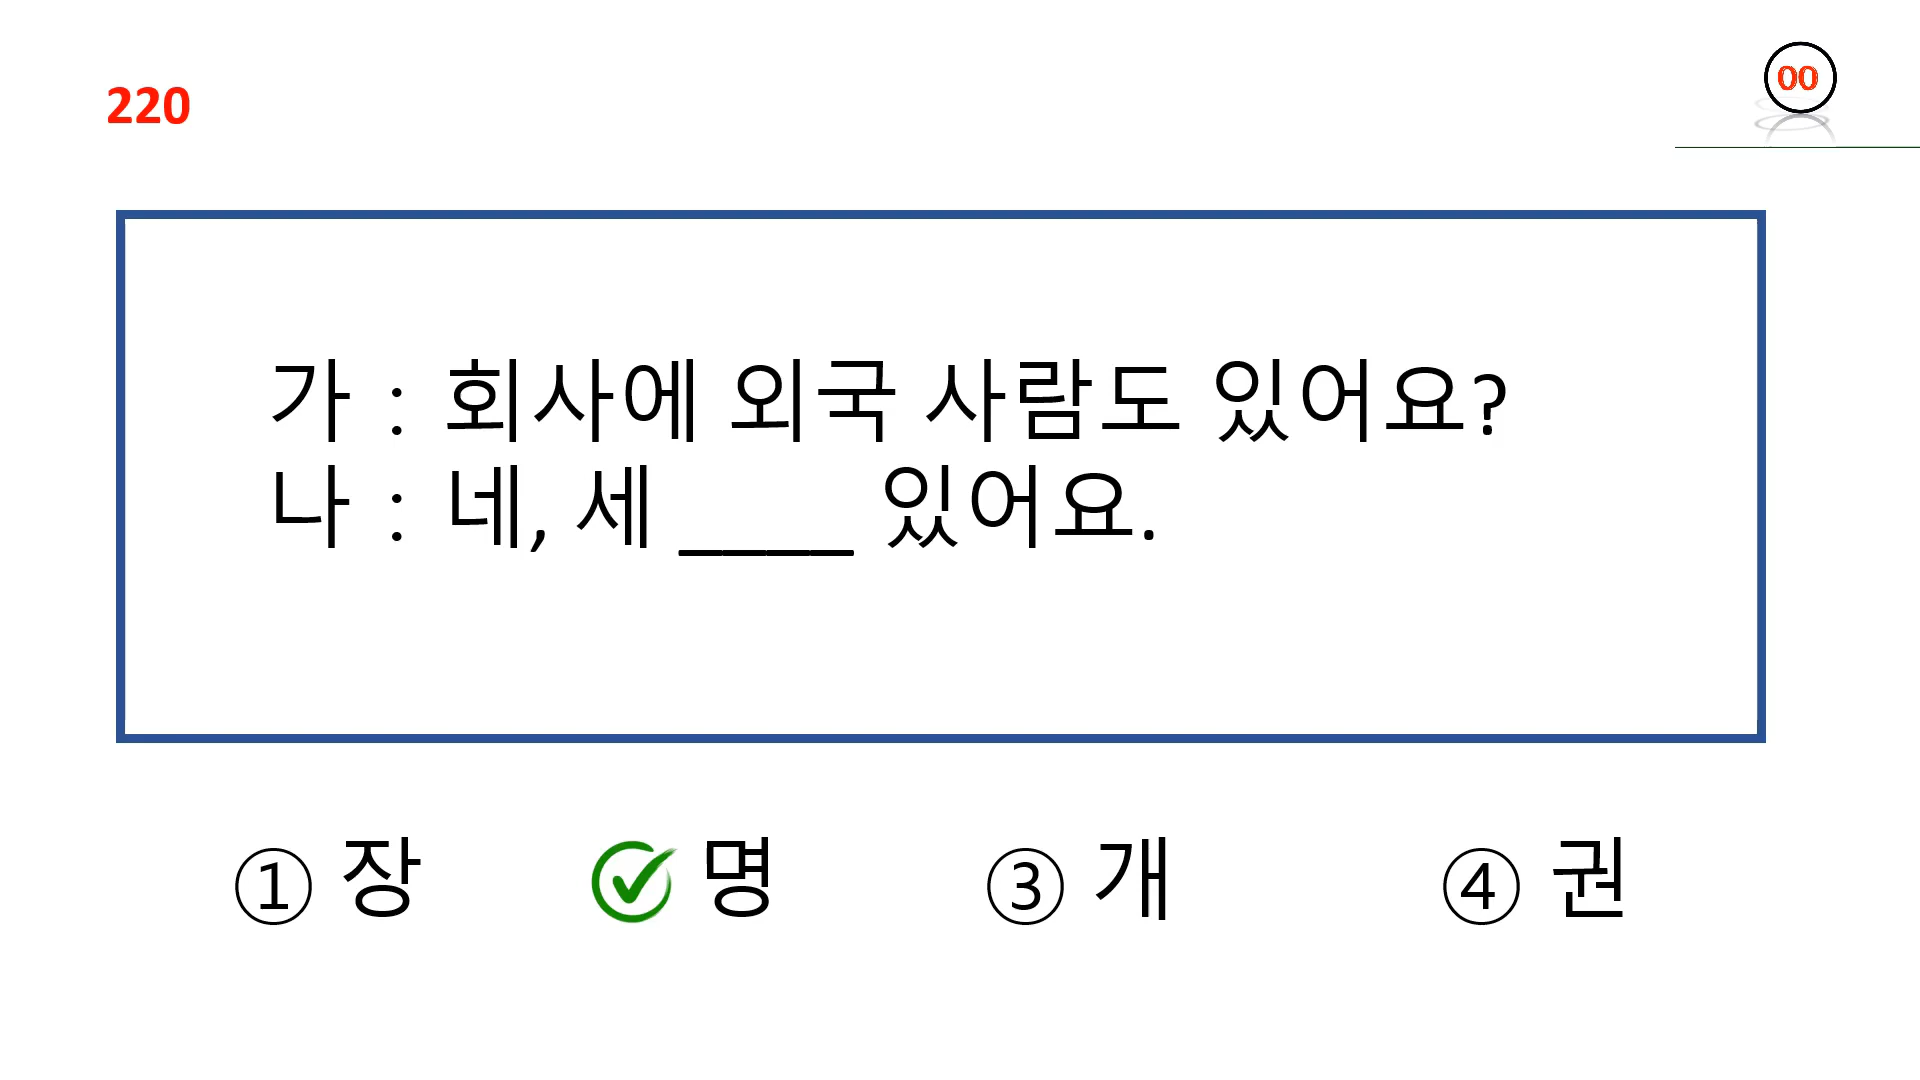 220
00
가 : 회사에 외국 사람도 있어요?
나 : 네, 세 ____ 있어요.
① 장 명 ③ 개 ④ 권